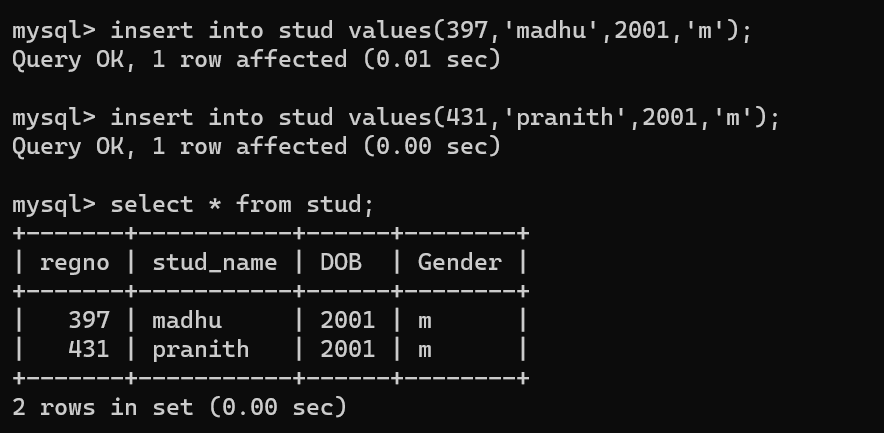 mysql> insert into stud values(397,'madhu',2001,'m');
Query OK, 1 row affected (0.01 sec)

mysql> insert into stud values(431,'pranith',2001,'m');
Query OK, 1 row affected (0.00 sec)

mysql> select * from stud;
+-------+-----------+------+--------+
| regno | stud_name | DOB  | Gender |
+-------+-----------+------+--------+
|   397 | madhu     | 2001 | m      |
|   431 | pranith   | 2001 | m      |
+-------+-----------+------+--------+
2 rows in set (0.00 sec)